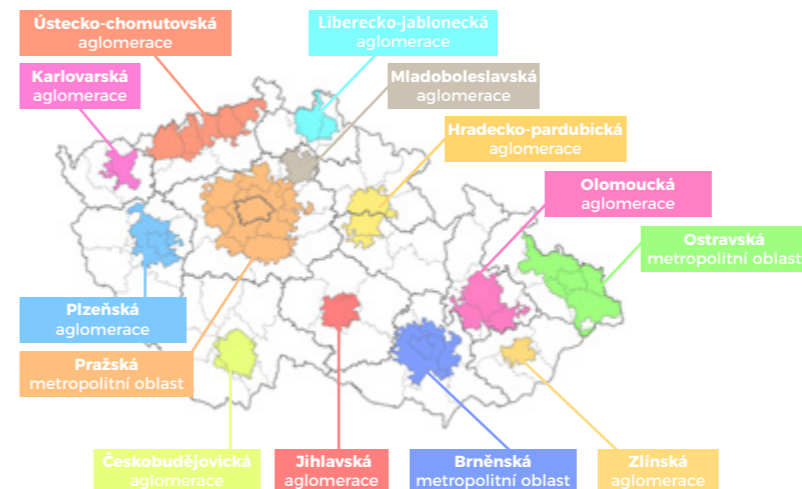 Ústecko-chomutovská
aglomerace
Liberecko-jablonecká
aglomerace
Karlovarská
aglomerace
Mladoboleslavská
aglomerace
Hradecko-pardubická
aglomerace
Olomoucká
aglomerace
Ostravská
metropolitní oblast
Plzeňská
aglomerace
Pražská
metropolitní oblast
Českobudějovická
aglomerace
Jihlavská
aglomerace
Brněnská
metropolitní oblast
Zlínská
aglomerace